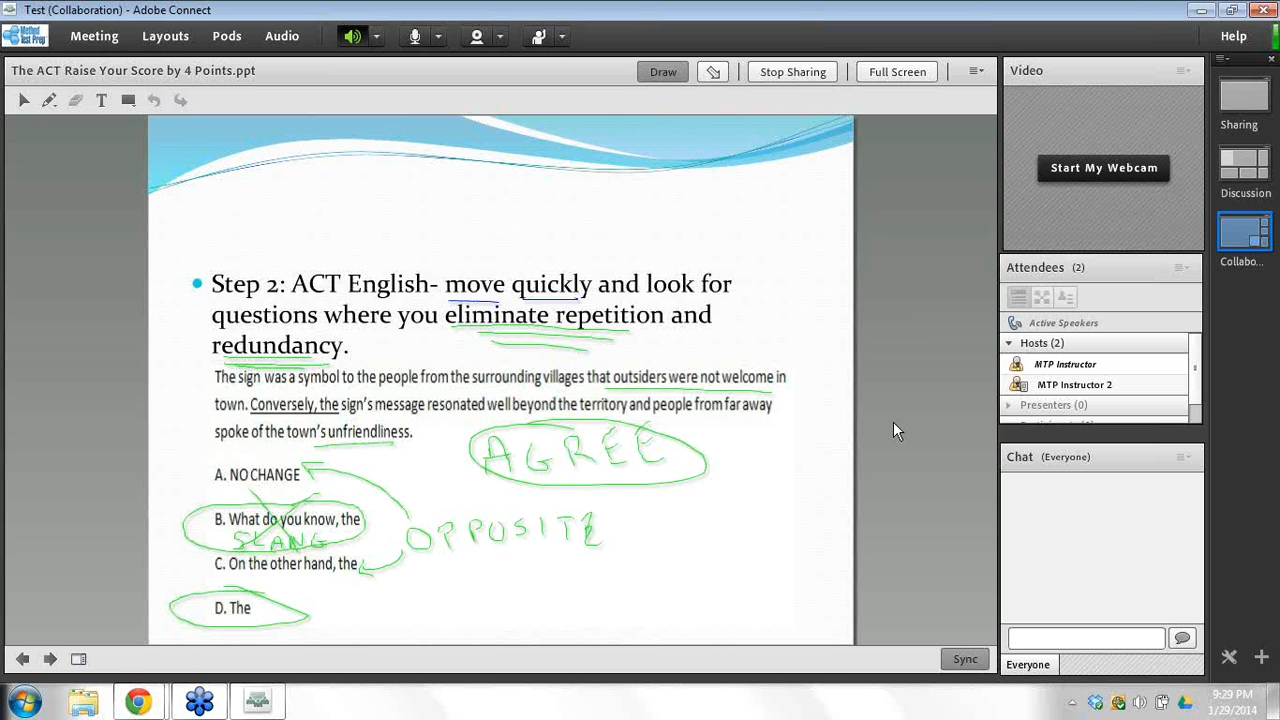 Test (Collaboration) - Adobe Connect
Method
Test Prep
Meeting Layouts Pods Audio Help
The ACT Raise Your Score by 4 Points.ppt
Draw Stop Sharing Full Screen
T
Step 2: ACT English- move quickly and look for
questions where you eliminate repetition and
redundancy.
The sign was a symbol to the people from the surrounding villages that outsiders were not welcome in
town. Conversely, the sign's message resonated well beyond the territory and people from far away
spoke of the town's unfriendliness.
AGREE
A. NO CHANGE
B. What do you know, the
SLANG
OPPOSITE
C. On the other hand, the
D. The
Sync
Video
Start My Webcam
Attendees (2)
Active Speakers
Hosts (2)
MTP Instructor
MTP Instructor 2
Presenters (0)
Chat (Everyone)
Everyone
Sharing
Discussion
Collabo...
9:29 PM
1/29/2014